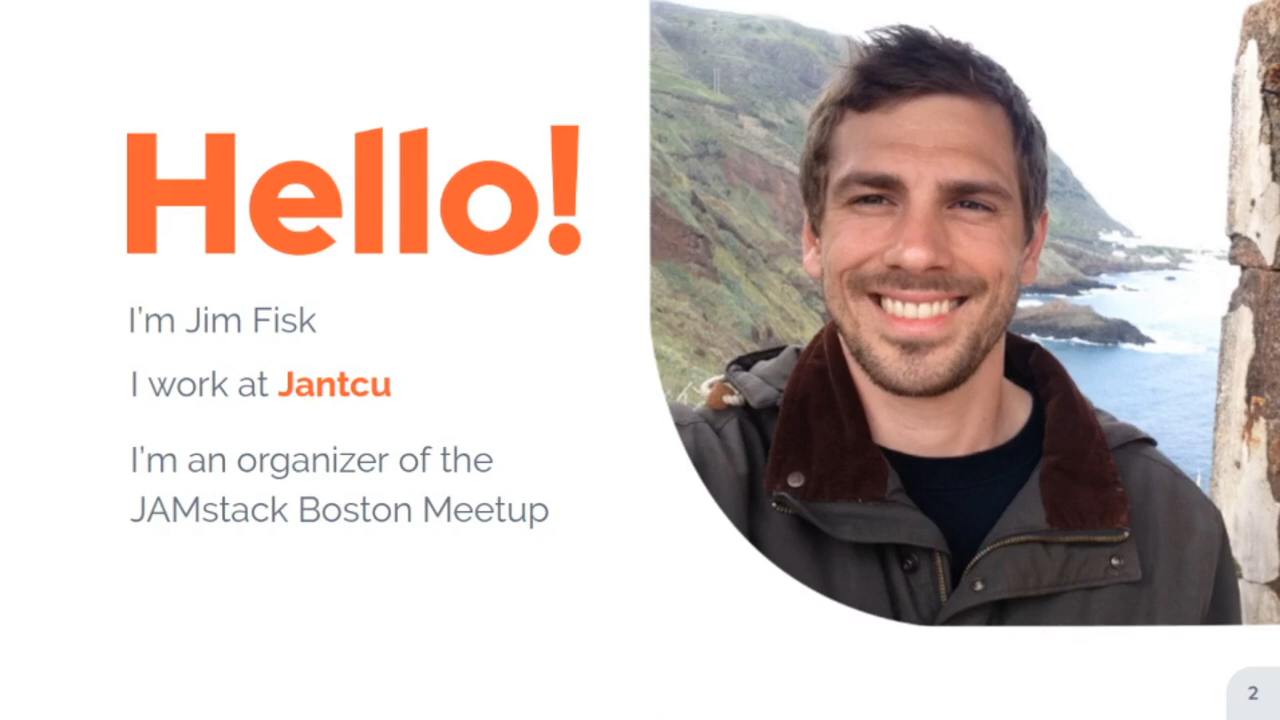 Hello!
I'm Jim Fisk
I work at Jantcu
I'm an organizer of the
JAMstack Boston Meetup
2